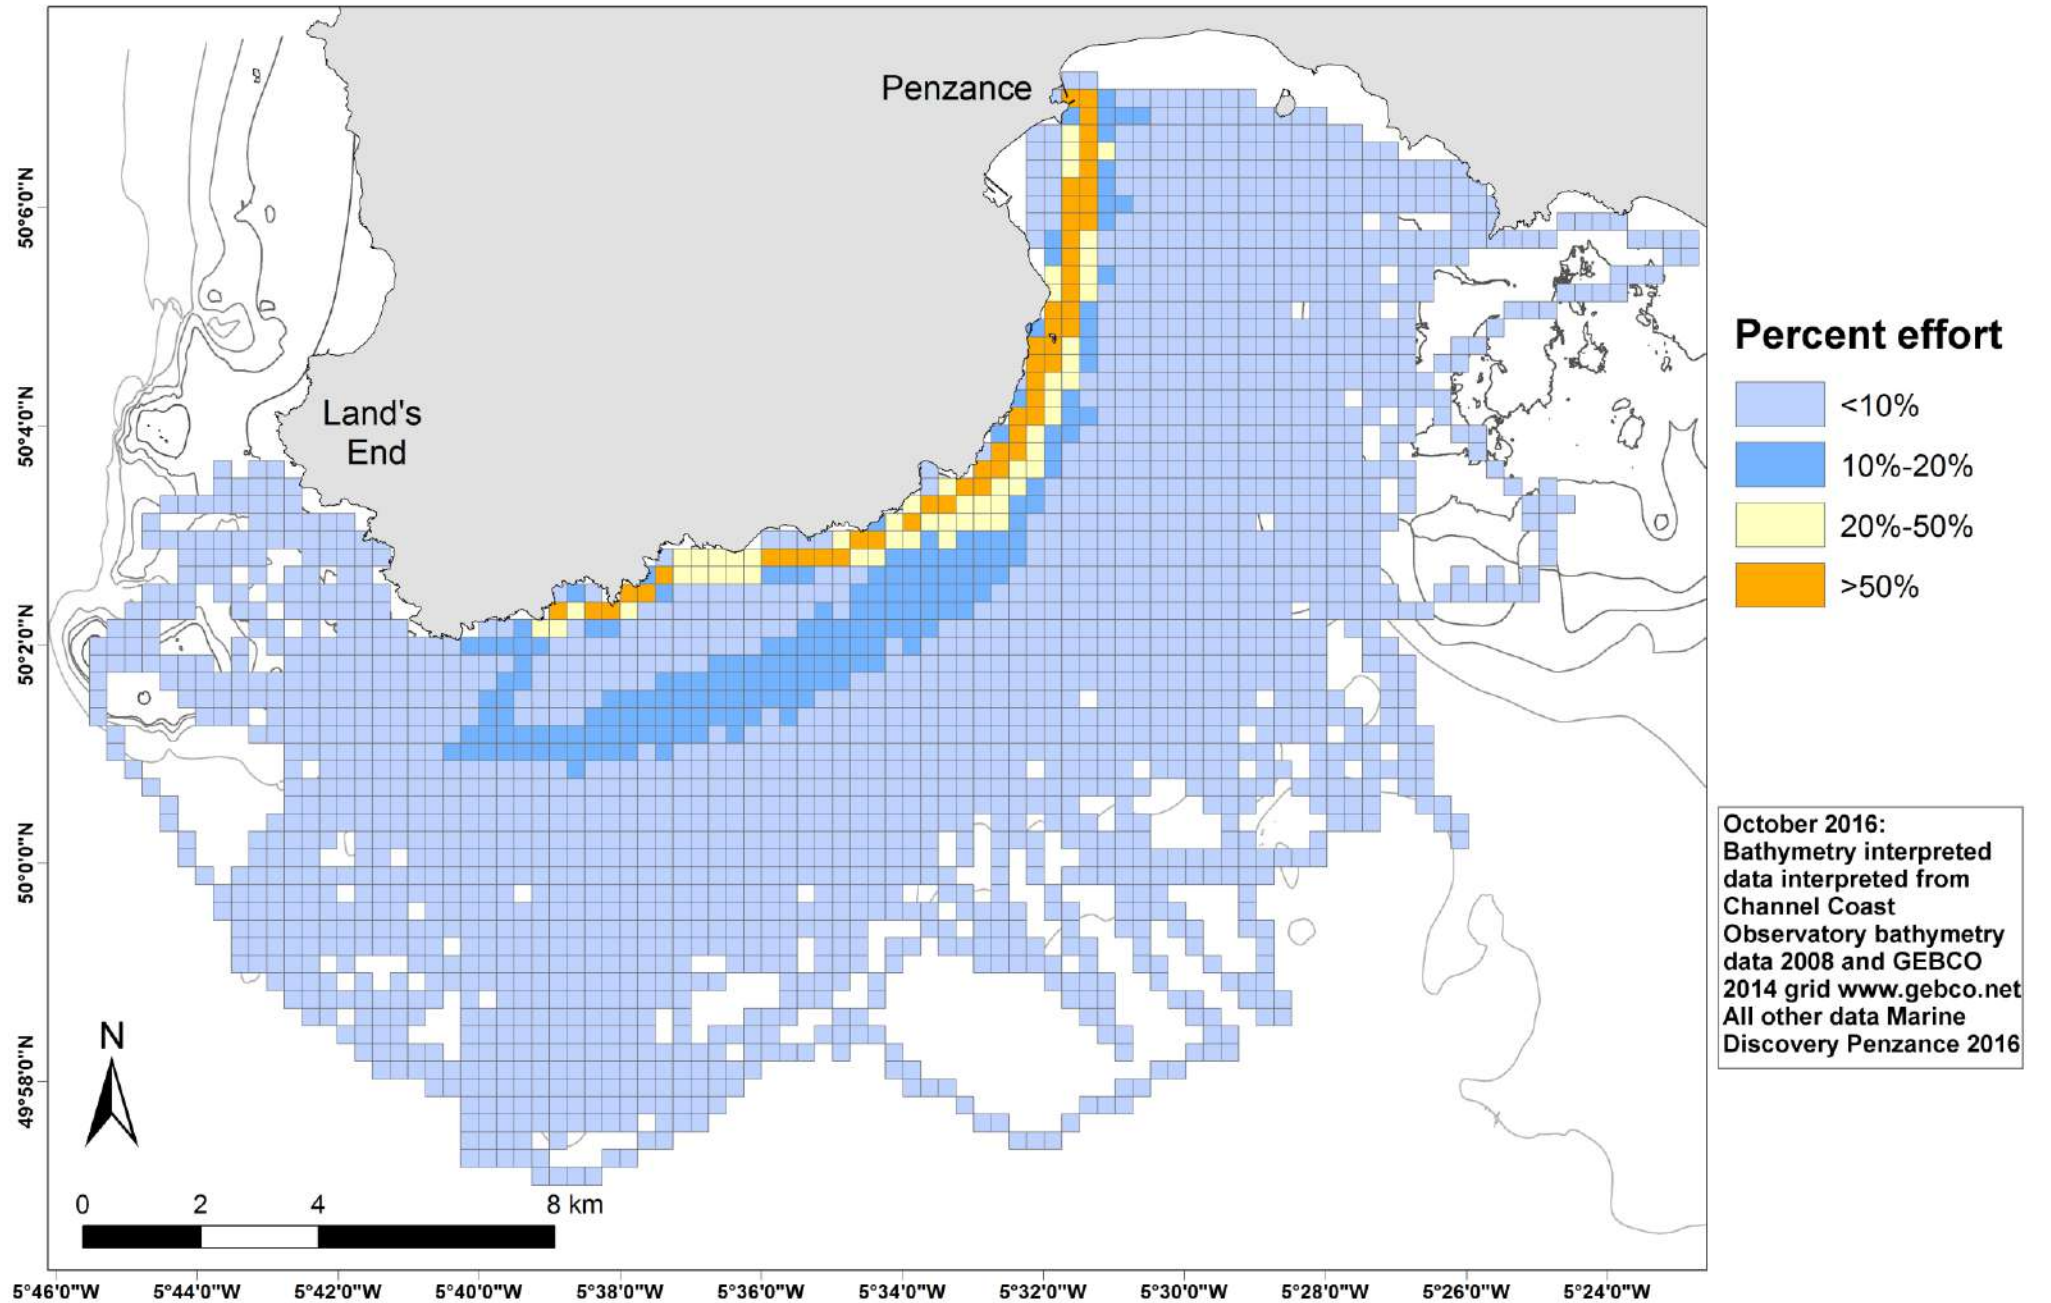 Penzance
Land's
End
Percent effort
<10%
10%-20%
20%-50%
>50%
October 2016:
Bathymetry interpreted
data interpreted from
Channel Coast
Observatory bathymetry
data 2008 and GEBCO
2014 grid www.gebco.net
All other data Marine
Discovery Penzance 2016
N
0 2 4 8 km
50°6'0"N
50°4'0"N
50°2'0"N
50°0'0"N
49°58'0"N
5°46'0"W 5°44'0"W 5°42'0"W 5°40'0"W 5°38'0"W 5°36'0"W 5°34'0"W 5°32'0"W 5°30'0"W 5°28'0"W 5°26'0"W 5°24'0"W